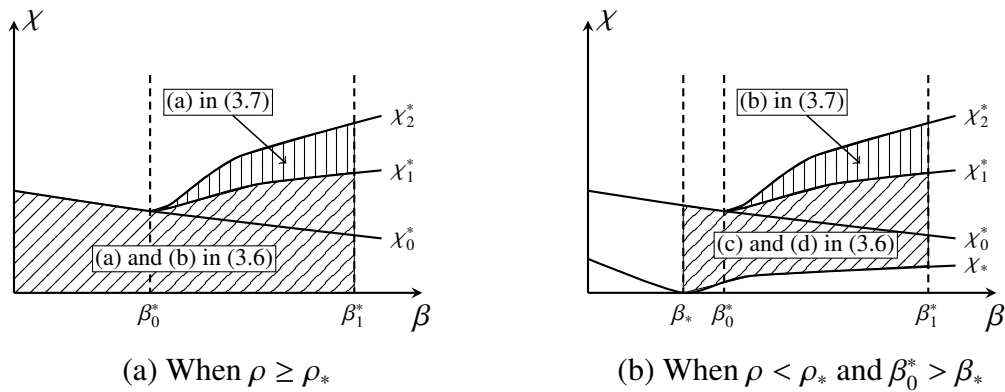 χ
(a) in (3.7)
χ₂*
χ₁*
(a) and (b) in (3.6)
χ₀*
β₀*
β₁*
β
(a) When ρ ≥ ρ*
χ
(b) in (3.7)
χ₂*
χ₁*
(c) and (d) in (3.6)
χ₀*
χ*
β*
β₀*
β₁*
β
(b) When ρ < ρ* and β₀* > β*